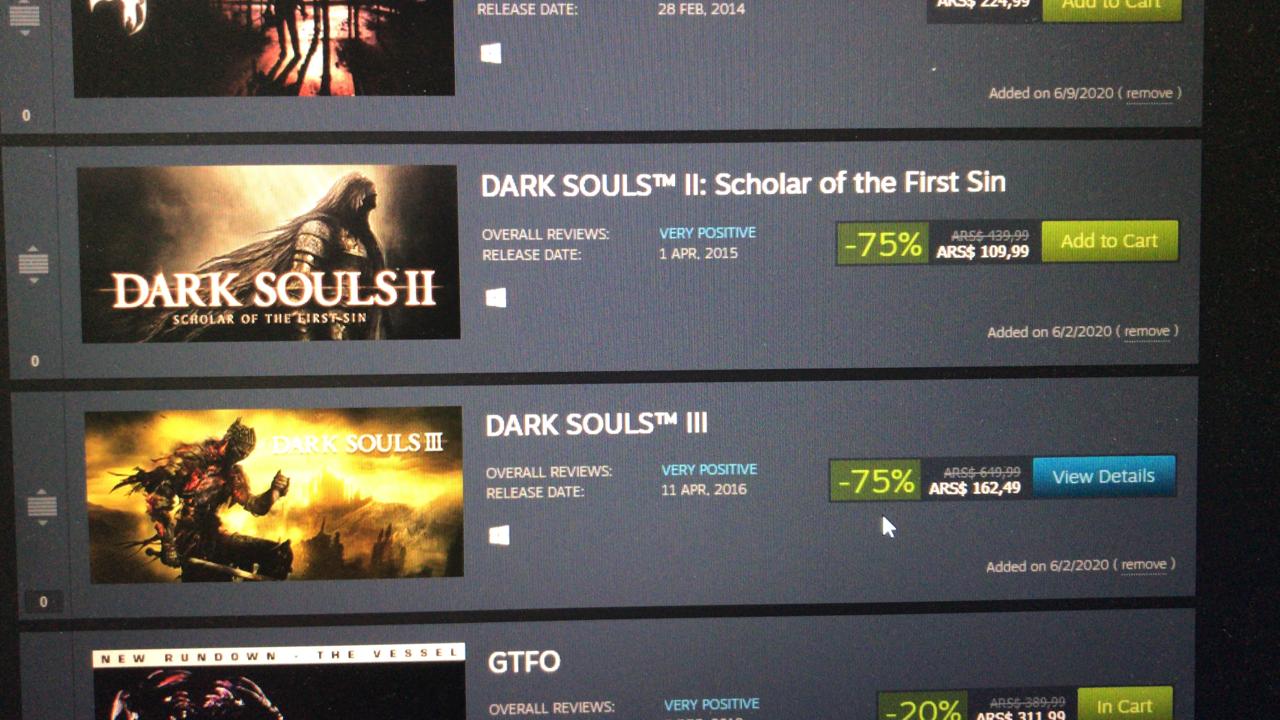 RELEASE DATE: 28 FEB, 2014
ARS$ 224,99 Add to Cart
Added on 6/9/2020 ( remove )
0
DARK SOULS™ II: Scholar of the First Sin
OVERALL REVIEWS: VERY POSITIVE
RELEASE DATE: 1 APR, 2015
-75% ARS$ 439,99
ARS$ 109,99 Add to Cart
DARK SOULS II
SCHOLAR OF THE FIRST SIN
Added on 6/2/2020 ( remove )
0
DARK SOULS™ III
DARK SOULS III
OVERALL REVIEWS: VERY POSITIVE
RELEASE DATE: 11 APR, 2016
-75% ARS$ 649,99
ARS$ 162,49 View Details
Added on 6/2/2020 ( remove )
0
NEW RUNDOWN - THE VESSEL
GTFO
OVERALL REVIEWS: VERY POSITIVE
-20% ARS$ 389,99
ARS$ 311,99 In Cart